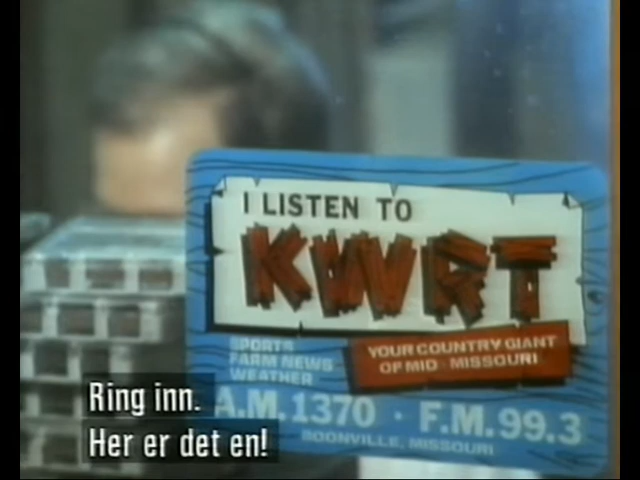 I LISTEN TO
KWRT
SPORTS
FARM NEWS
WEATHER
YOUR COUNTRY GIANT
OF MID - MISSOURI
A.M. 1370 · F.M. 99.3
BOONVILLE, MISSOURI
Ring inn.
Her er det en!